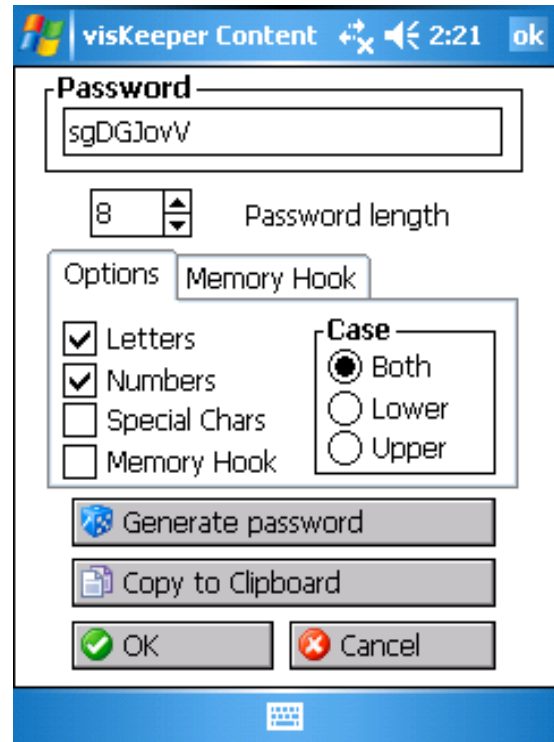 visKeeper Content 2:21 ok
Password
sgDGJovV
8 Password length
Options Memory Hook
Letters
Numbers
Special Chars
Memory Hook
Case
Both
Lower
Upper
Generate password
Copy to Clipboard
OK Cancel